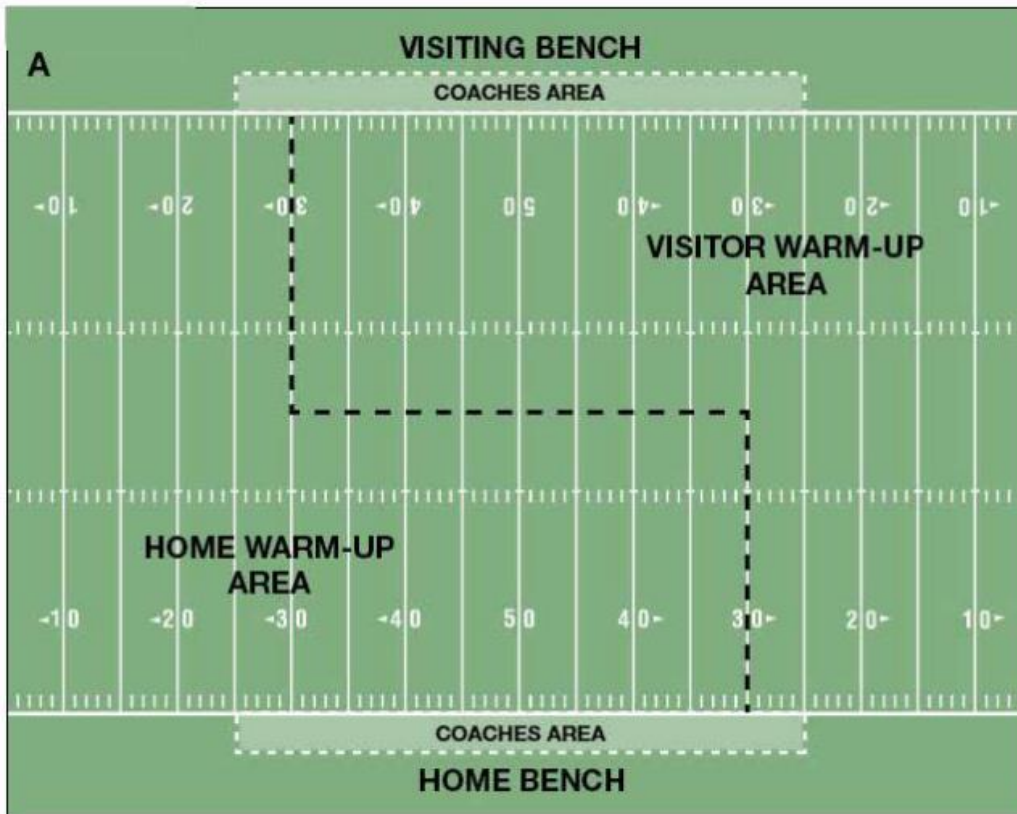 VISITING BENCH
A
COACHES AREA
◄10 ◄20 ◄30 ◄40 50 40► 30► 20► 10►
VISITOR WARM-UP
AREA
HOME WARM-UP
AREA
◄10 ◄20 ◄30 ◄40 50 40► 30► 20► 10►
COACHES AREA
HOME BENCH